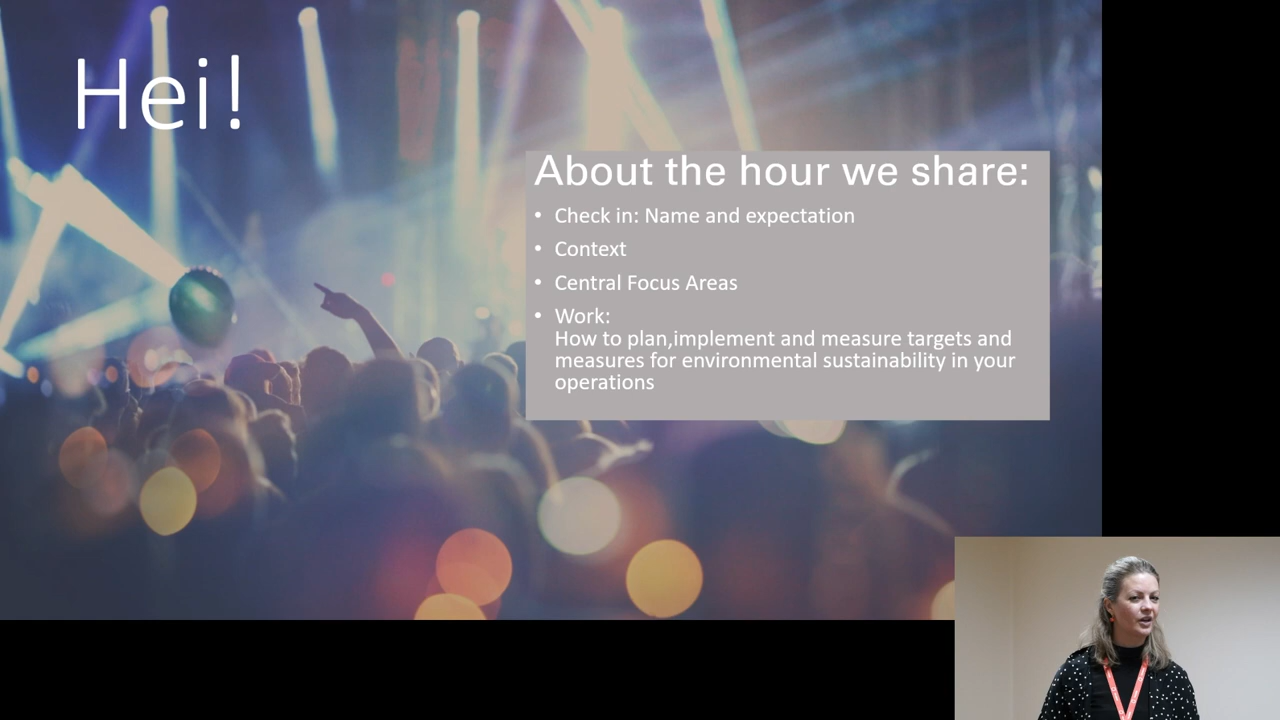 Hei!
About the hour we share:
• Check in: Name and expectation
• Context
• Central Focus Areas
• Work:
How to plan,implement and measure targets and
measures for environmental sustainability in your
operations